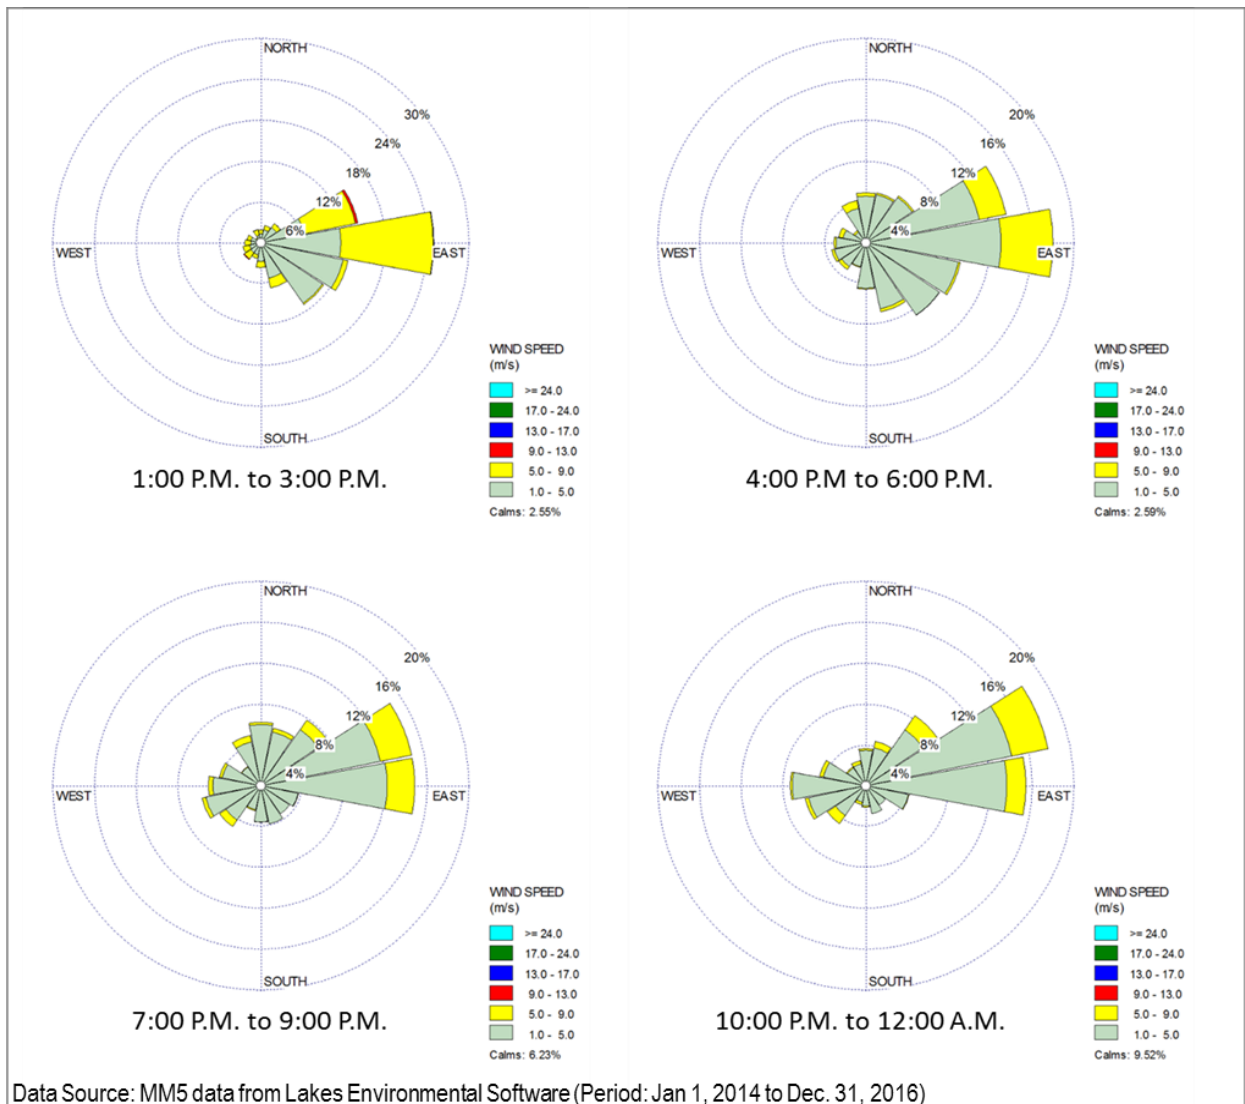 NORTH
30%
24%
18%
12%
6%
WEST
EAST
WIND SPEED
(m/s)
>= 24.0
17.0 - 24.0
13.0 - 17.0
9.0 - 13.0
5.0 - 9.0
1.0 - 5.0
Calms: 2.55%
SOUTH
1:00 P.M. to 3:00 P.M.
NORTH
20%
16%
12%
8%
4%
WEST
EAST
WIND SPEED
(m/s)
>= 24.0
17.0 - 24.0
13.0 - 17.0
9.0 - 13.0
5.0 - 9.0
1.0 - 5.0
Calms: 2.59%
SOUTH
4:00 P.M to 6:00 P.M.
NORTH
20%
16%
12%
8%
4%
WEST
EAST
WIND SPEED
(m/s)
>= 24.0
17.0 - 24.0
13.0 - 17.0
9.0 - 13.0
5.0 - 9.0
1.0 - 5.0
Calms: 6.23%
SOUTH
7:00 P.M. to 9:00 P.M.
NORTH
20%
16%
12%
8%
4%
WEST
EAST
WIND SPEED
(m/s)
>= 24.0
17.0 - 24.0
13.0 - 17.0
9.0 - 13.0
5.0 - 9.0
1.0 - 5.0
Calms: 9.52%
SOUTH
10:00 P.M. to 12:00 A.M.
Data Source: MM5 data from Lakes Environmental Software (Period: Jan 1, 2014 to Dec. 31, 2016)